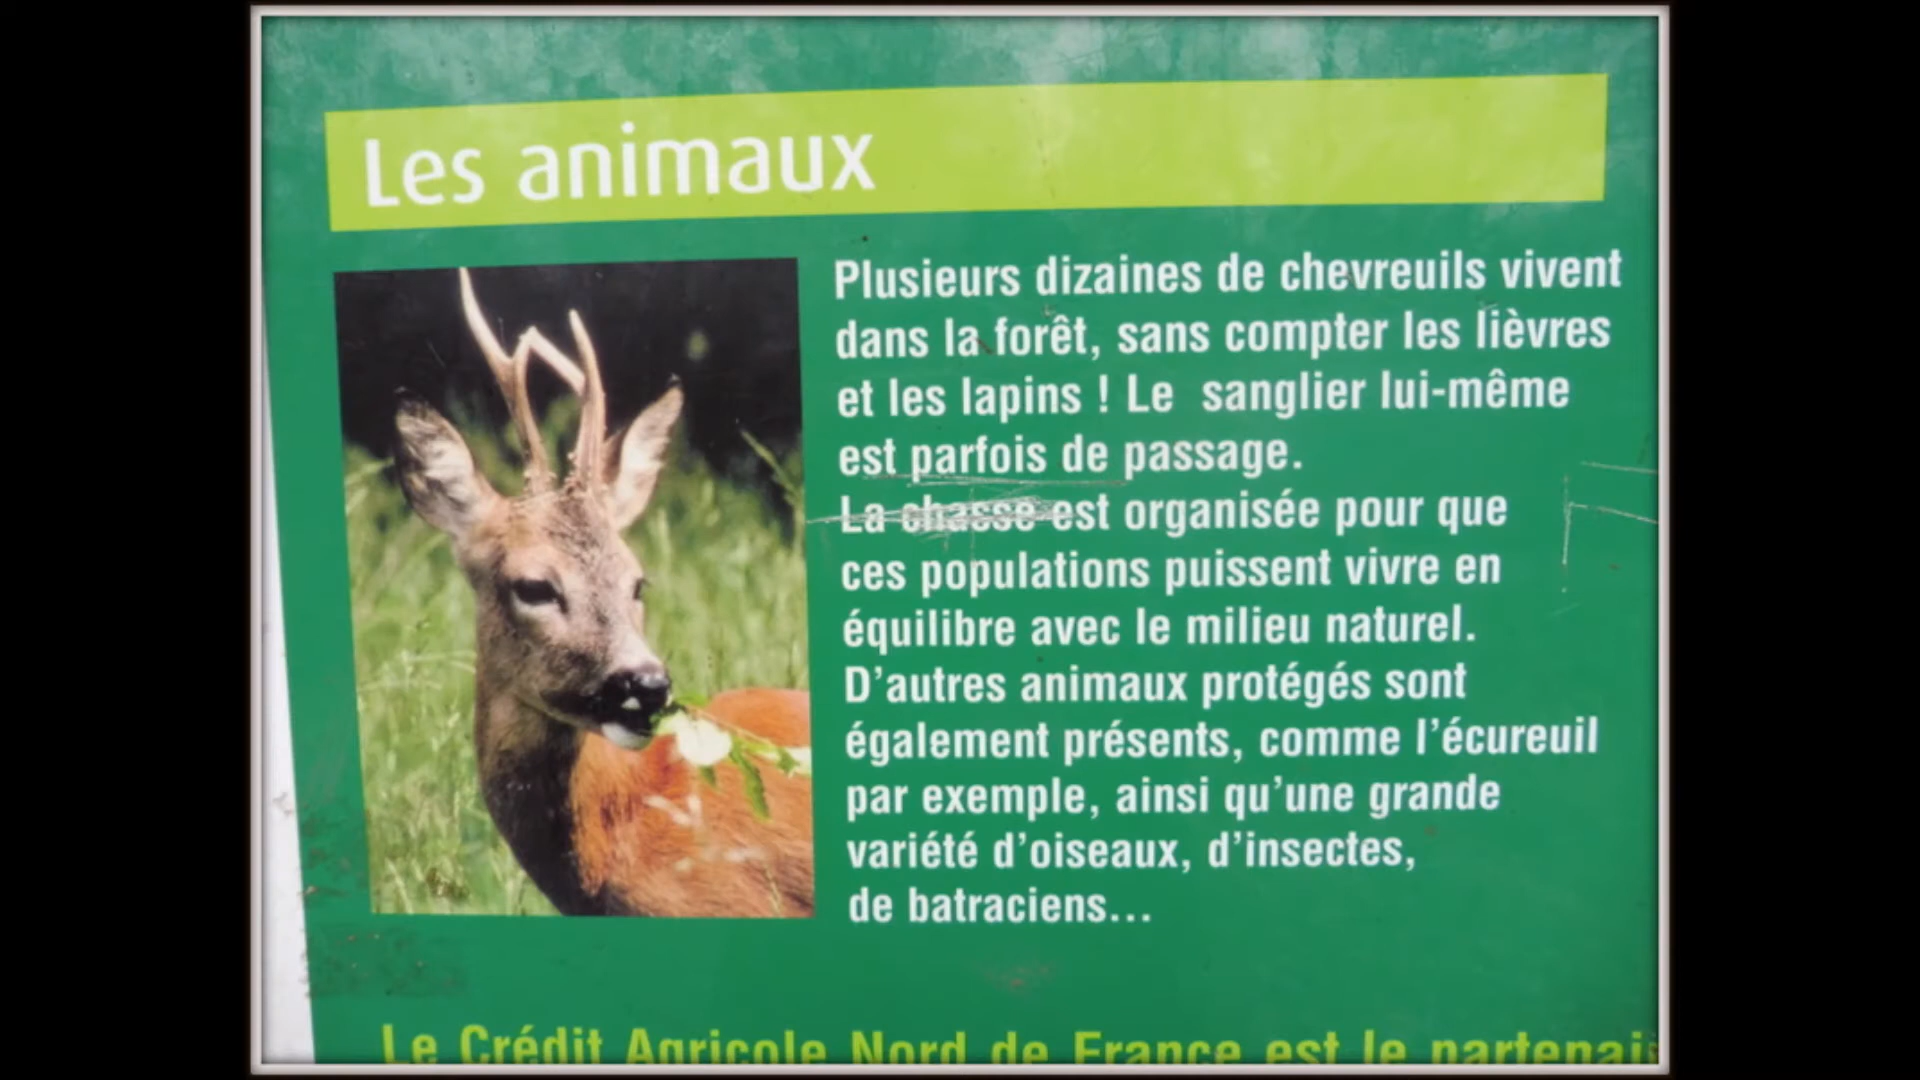 Les animaux
Plusieurs dizaines de chevreuils vivent
dans la forêt, sans compter les lièvres
et les lapins ! Le sanglier lui-même
est parfois de passage.
La chasse est organisée pour que
ces populations puissent vivre en
équilibre avec le milieu naturel.
D'autres animaux protégés sont
également présents, comme l'écureuil
par exemple, ainsi qu'une grande
variété d'oiseaux, d'insectes,
de batraciens...
Le Crédit Agricole Nord de France est le partenai